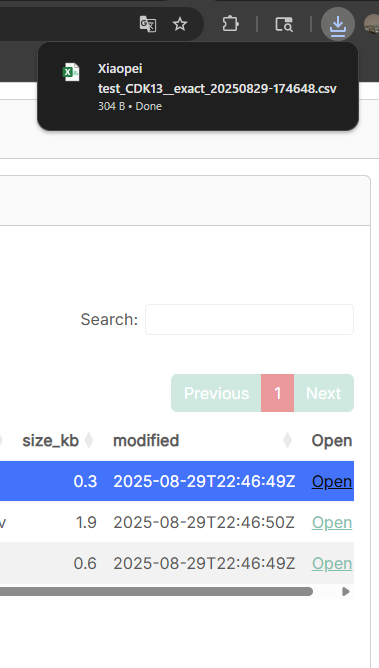 Xiaopei
test_CDK13__exact_20250829-174648.csv
304 B • Done
Search:
Previous 1 Next
size_kb modified Open
0.3 2025-08-29T22:46:49Z Open
v 1.9 2025-08-29T22:46:50Z Open
0.6 2025-08-29T22:46:49Z Open